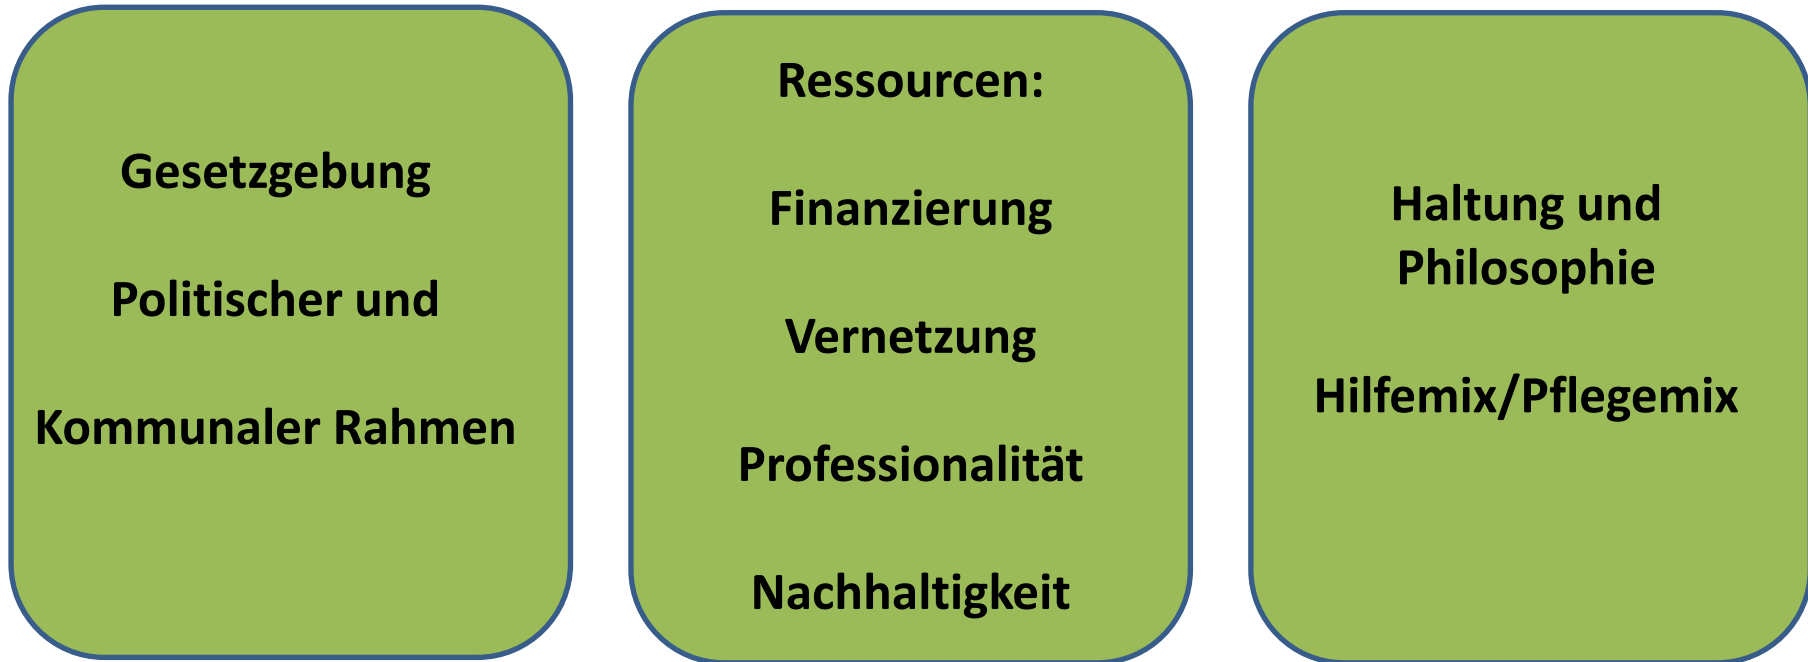 Gesetzgebung
Politischer und
Kommunaler Rahmen
Ressourcen:
Finanzierung
Vernetzung
Professionalität
Nachhaltigkeit
Haltung und
Philosophie
Hilfemix/Pflegemix